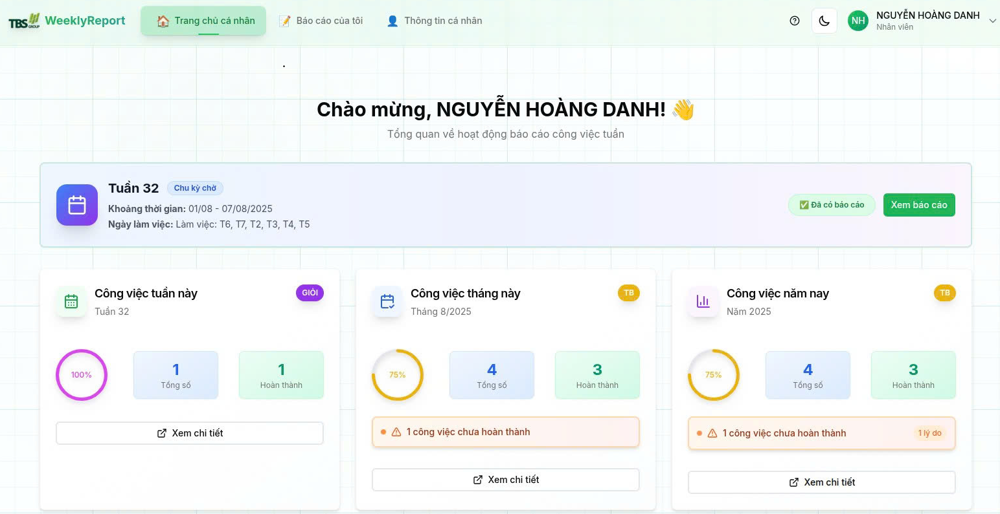 TBS GROUP WeeklyReport
🏠 Trang chủ cá nhân
📝 Báo cáo của tôi
👤 Thông tin cá nhân
NH
NGUYỄN HOÀNG DANH
Nhân viên
Chào mừng, NGUYỄN HOÀNG DANH! 👋
Tổng quan về hoạt động báo cáo công việc tuần
Tuần 32 Chu kỳ chờ
Khoảng thời gian: 01/08 - 07/08/2025
Ngày làm việc: Làm việc: T6, T7, T2, T3, T4, T5
✅ Đã có báo cáo
Xem báo cáo
Công việc tuần này
GIỎI
Tuần 32
100%
1
Tổng số
1
Hoàn thành
Xem chi tiết
Công việc tháng này
TB
Tháng 8/2025
75%
4
Tổng số
3
Hoàn thành
1 công việc chưa hoàn thành
Xem chi tiết
Công việc năm nay
TB
Năm 2025
75%
4
Tổng số
3
Hoàn thành
1 công việc chưa hoàn thành
1 lý do
Xem chi tiết